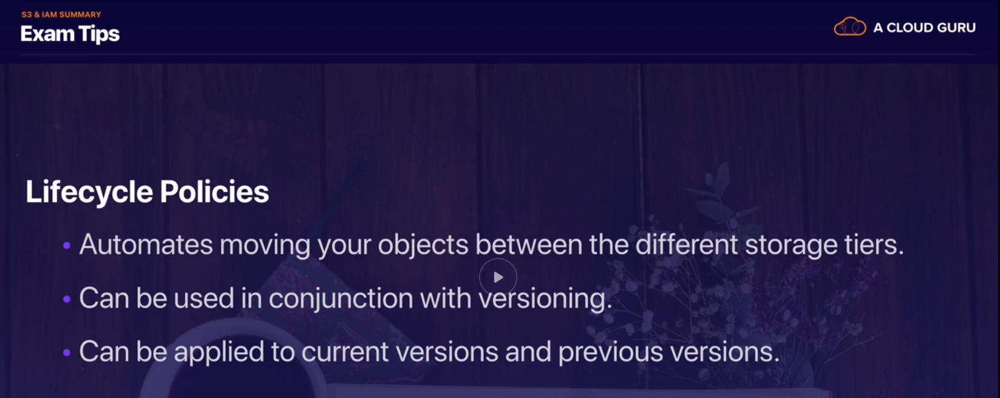 S3 & IAM SUMMARY
Exam Tips
A CLOUD GURU
Lifecycle Policies
• Automates moving your objects between the different storage tiers.
• Can be used in conjunction with versioning.
• Can be applied to current versions and previous versions.